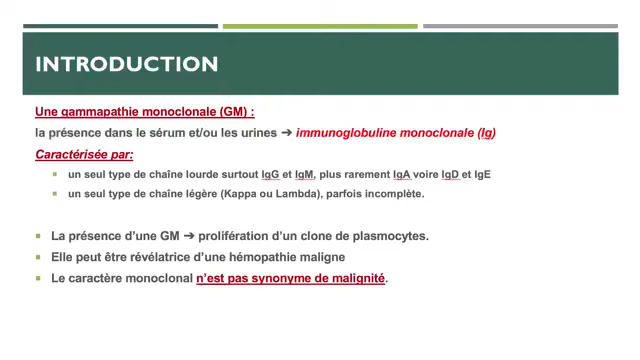 INTRODUCTION
Une gammapathie monoclonale (GM) :
la présence dans le sérum et/ou les urines ➔ immunoglobuline monoclonale (Ig)
Caractérisée par:
un seul type de chaîne lourde surtout IgG et IgM, plus rarement IgA voire IgD et IgE
un seul type de chaîne légère (Kappa ou Lambda), parfois incomplète.
La présence d'une GM ➔ prolifération d'un clone de plasmocytes.
Elle peut être révélatrice d'une hémopathie maligne
Le caractère monoclonal n'est pas synonyme de malignité.